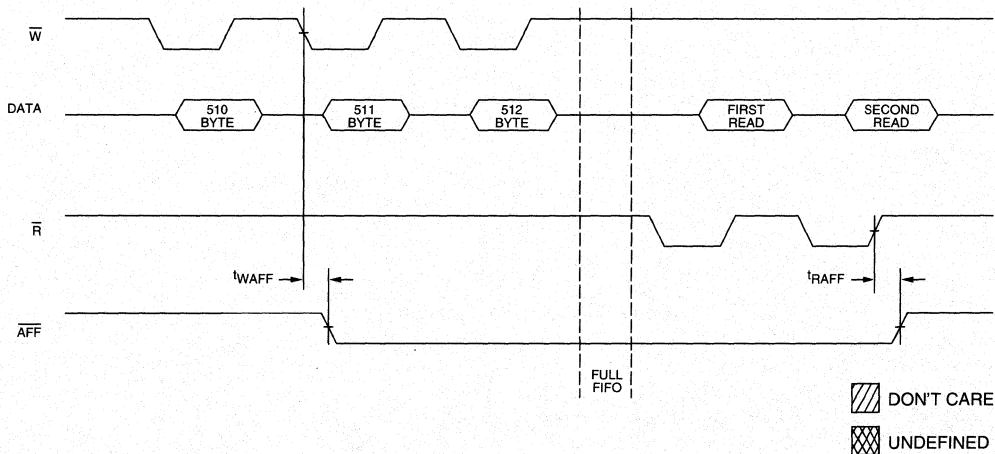 W
DATA
510
BYTE
511
BYTE
512
BYTE
FIRST
READ
SECOND
READ
R
tWAFF
tRAFF
AFF
FULL
FIFO
DON'T CARE
UNDEFINED